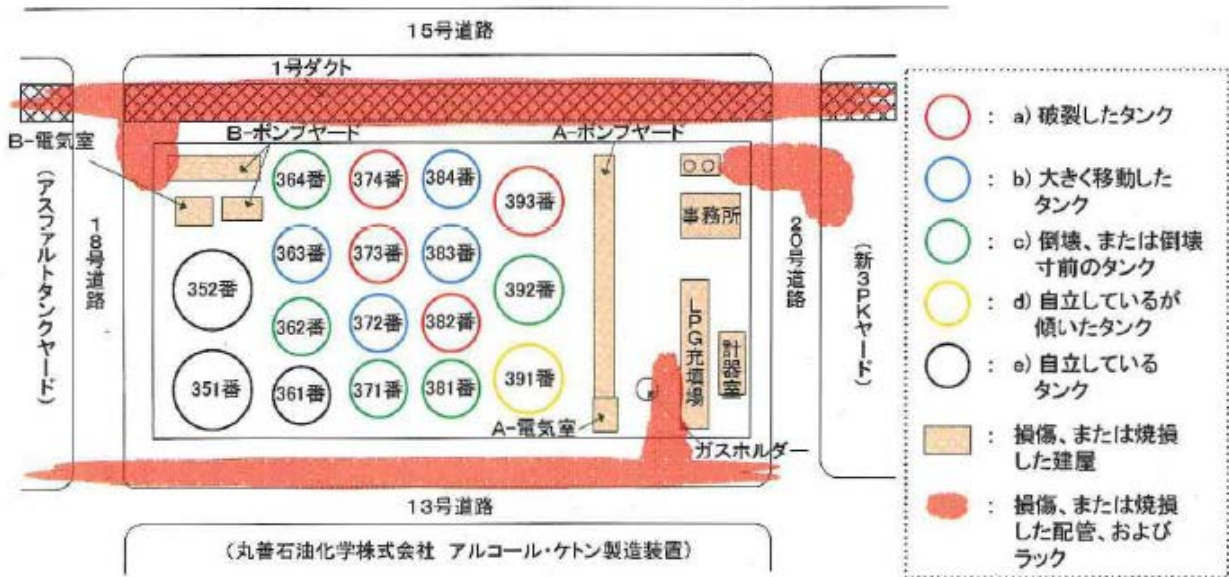 15号道路
1号ダクト
B-電気室
B-ポンプヤード
A-ポンプヤード
364番
374番
384番
393番
事務所
363番
373番
383番
352番
392番
362番
372番
382番
351番
361番
371番
381番
391番
LPG充填場
計器室
A-電気室
ガスホルダー
(アスファルトタンクヤード)
18号道路
20号道路
(新3PKヤード)
13号道路
(丸善石油化学株式会社 アルコール・ケトン製造装置)
: a) 破裂したタンク
: b) 大きく移動した
タンク
: c) 倒壊、または倒壊
寸前のタンク
: d) 自立しているが
傾いたタンク
: e) 自立している
タンク
: 損傷、または焼損
した建屋
: 損傷、または焼損
した配管、および
ラック